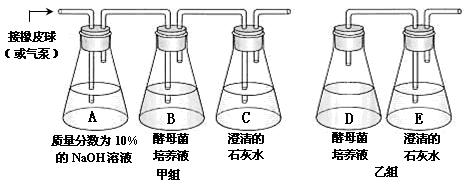 接橡皮球
（或气泵）
A
B
C
D
E
质量分数为10%
的NaOH溶液
酵母菌
培养液
澄清的
石灰水
酵母菌
培养液
澄清的
石灰水
甲组
乙组